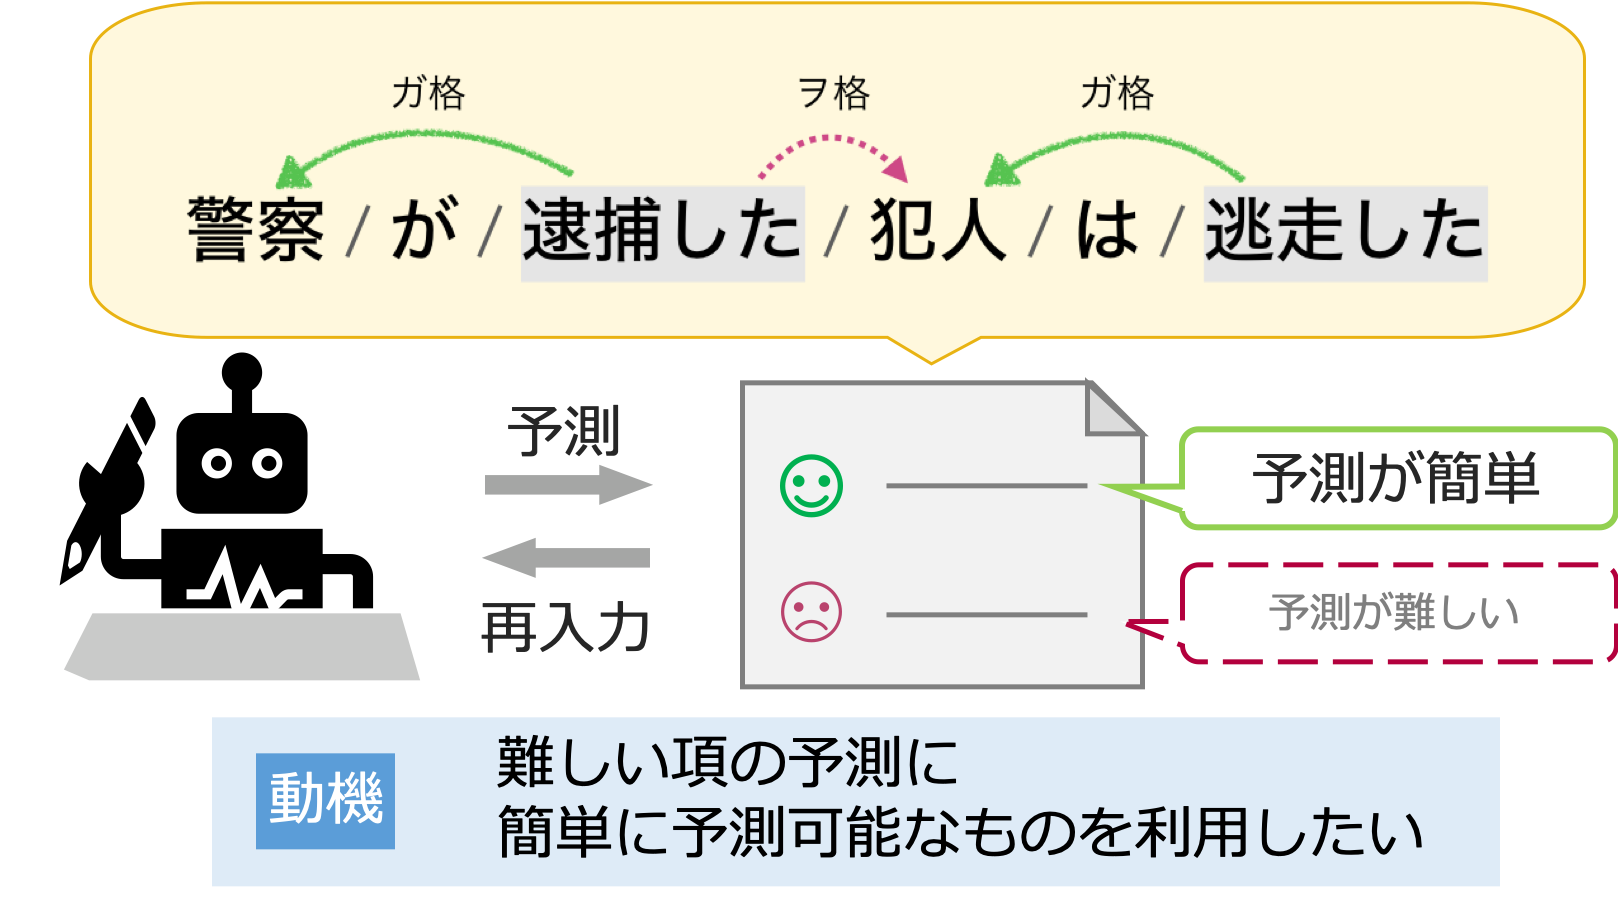 ガ格 ヲ格 ガ格
警察 / が / 逮捕した / 犯人 / は / 逃走した
予測
再入力
予測が簡単
予測が難しい
動機
難しい項の予測に
簡単に予測可能なものを利用したい